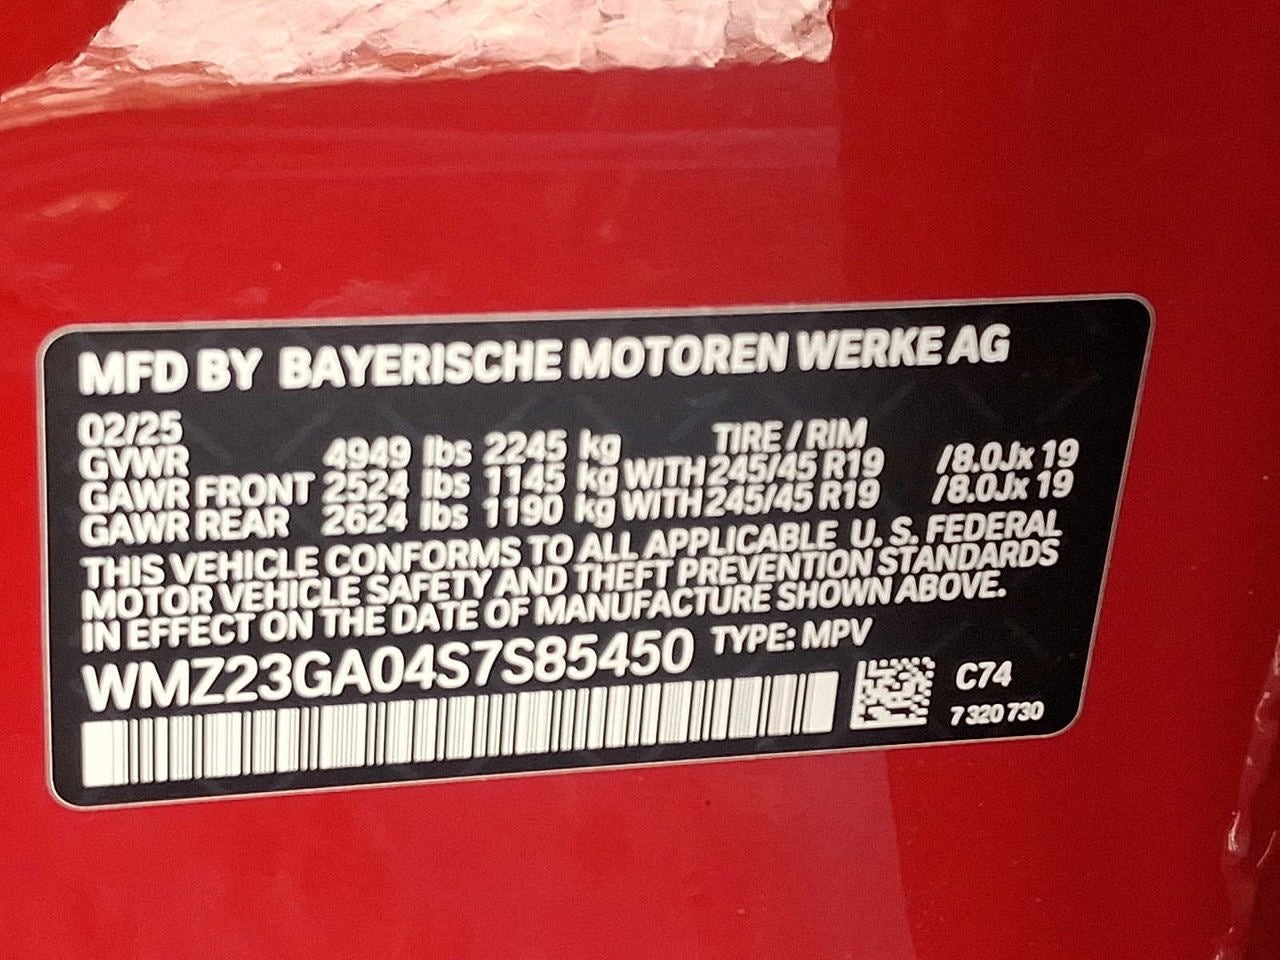 MFD BY BAYERISCHE MOTOREN WERKE AG
02/25 TIRE / RIM
GVWR 4949 lbs 2245 kg
GAWR FRONT 2524 lbs 1145 kg WITH 245/45 R19 /8.0Jx 19
GAWR REAR 2624 lbs 1190 kg WITH 245/45 R19 /8.0Jx 19
THIS VEHICLE CONFORMS TO ALL APPLICABLE U. S. FEDERAL
MOTOR VEHICLE SAFETY AND THEFT PREVENTION STANDARDS
IN EFFECT ON THE DATE OF MANUFACTURE SHOWN ABOVE.
WMZ23GA04S7S85450 TYPE: MPV
C74
7 320 730